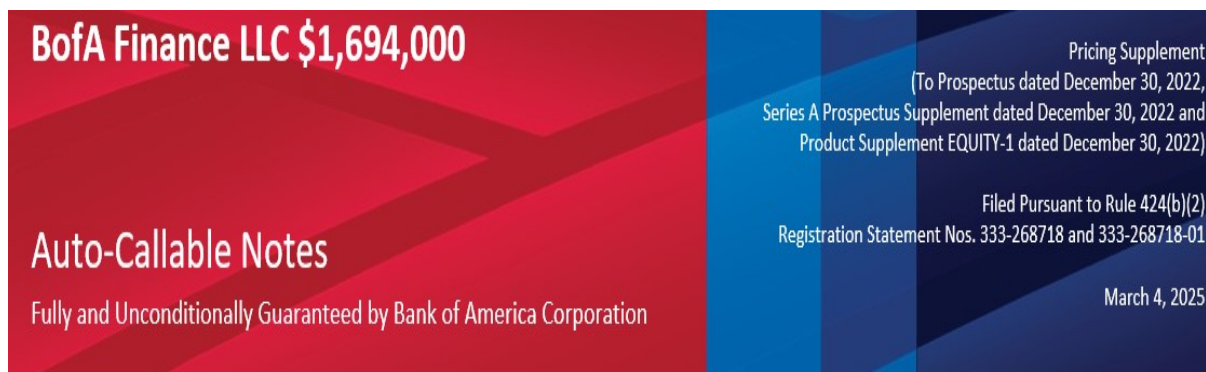 BofA Finance LLC $1,694,000
Auto-Callable Notes
Fully and Unconditionally Guaranteed by Bank of America Corporation
Pricing Supplement
(To Prospectus dated December 30, 2022,
Series A Prospectus Supplement dated December 30, 2022 and
Product Supplement EQUITY-1 dated December 30, 2022)
Filed Pursuant to Rule 424(b)(2)
Registration Statement Nos. 333-268718 and 333-268718-01
March 4, 2025